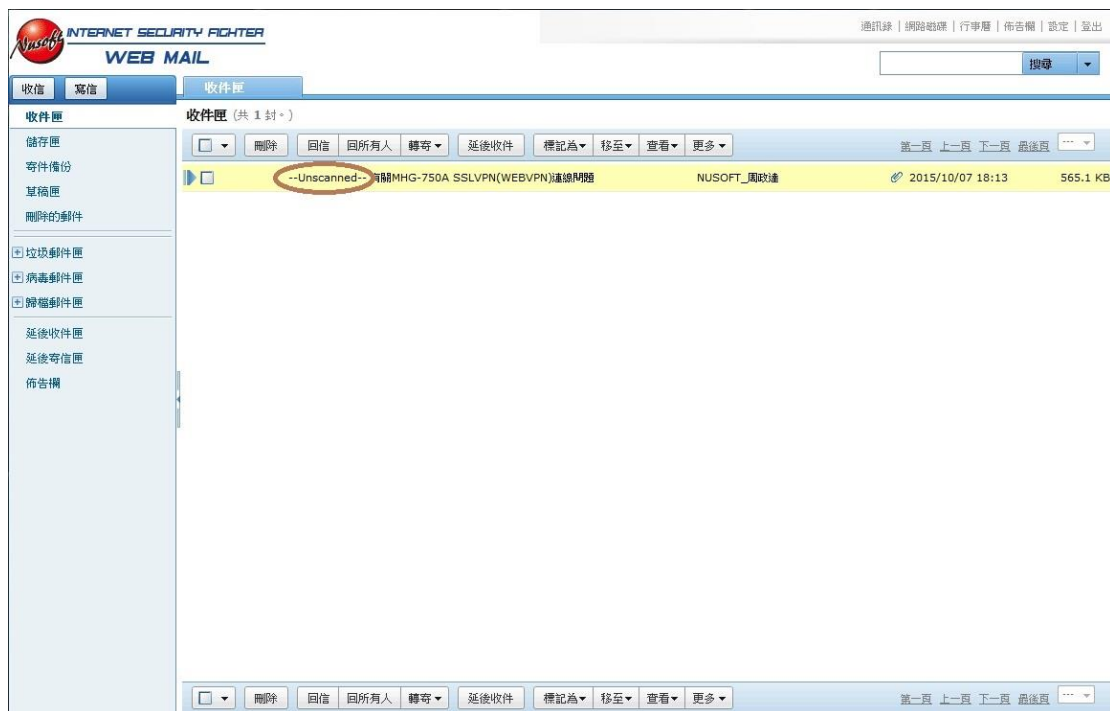 Nusoft INTERNET SECURITY FIGHTER
WEB MAIL
通訊錄 | 網路磁碟 | 行事曆 | 佈告欄 | 設定 | 登出
搜尋
收信 寫信
收件匣
收件匣
儲存匣
寄件備份
草稿匣
刪除的郵件
垃圾郵件匣
病毒郵件匣
歸檔郵件匣
延後收件匣
延後寄信匣
佈告欄
收件匣 (共 1 封。)
刪除 回信 回所有人 轉寄 延後收件 標記為 移至 查看 更多 第一頁 上一頁 下一頁 最後頁 ---
--Unscanned--有關MHG-750A SSLVPN(WEBVPN)連線問題 NUSOFT_周政達 2015/10/07 18:13 565.1 KB
刪除 回信 回所有人 轉寄 延後收件 標記為 移至 查看 更多 第一頁 上一頁 下一頁 最後頁 ---